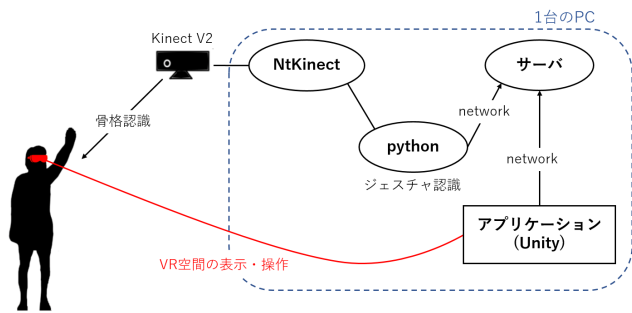 1台のPC
Kinect V2
NtKinect
サーバ
network
骨格認識
python
network
ジェスチャ認識
アプリケーション
(Unity)
VR空間の表示・操作